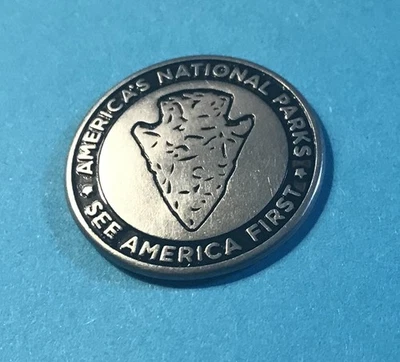 AMERICA'S NATIONAL PARKS
SEE AMERICA FIRST